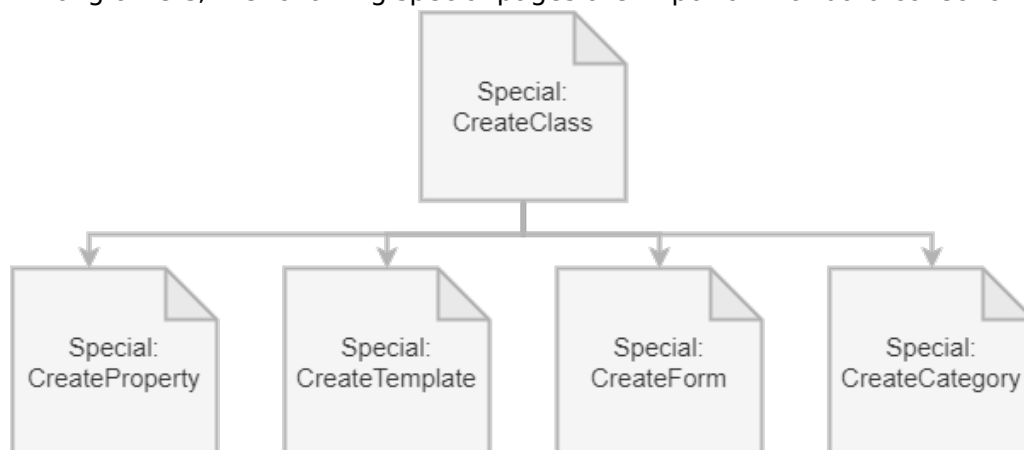 Special:
CreateClass
Special:
CreateProperty
Special:
CreateTemplate
Special:
CreateForm
Special:
CreateCategory